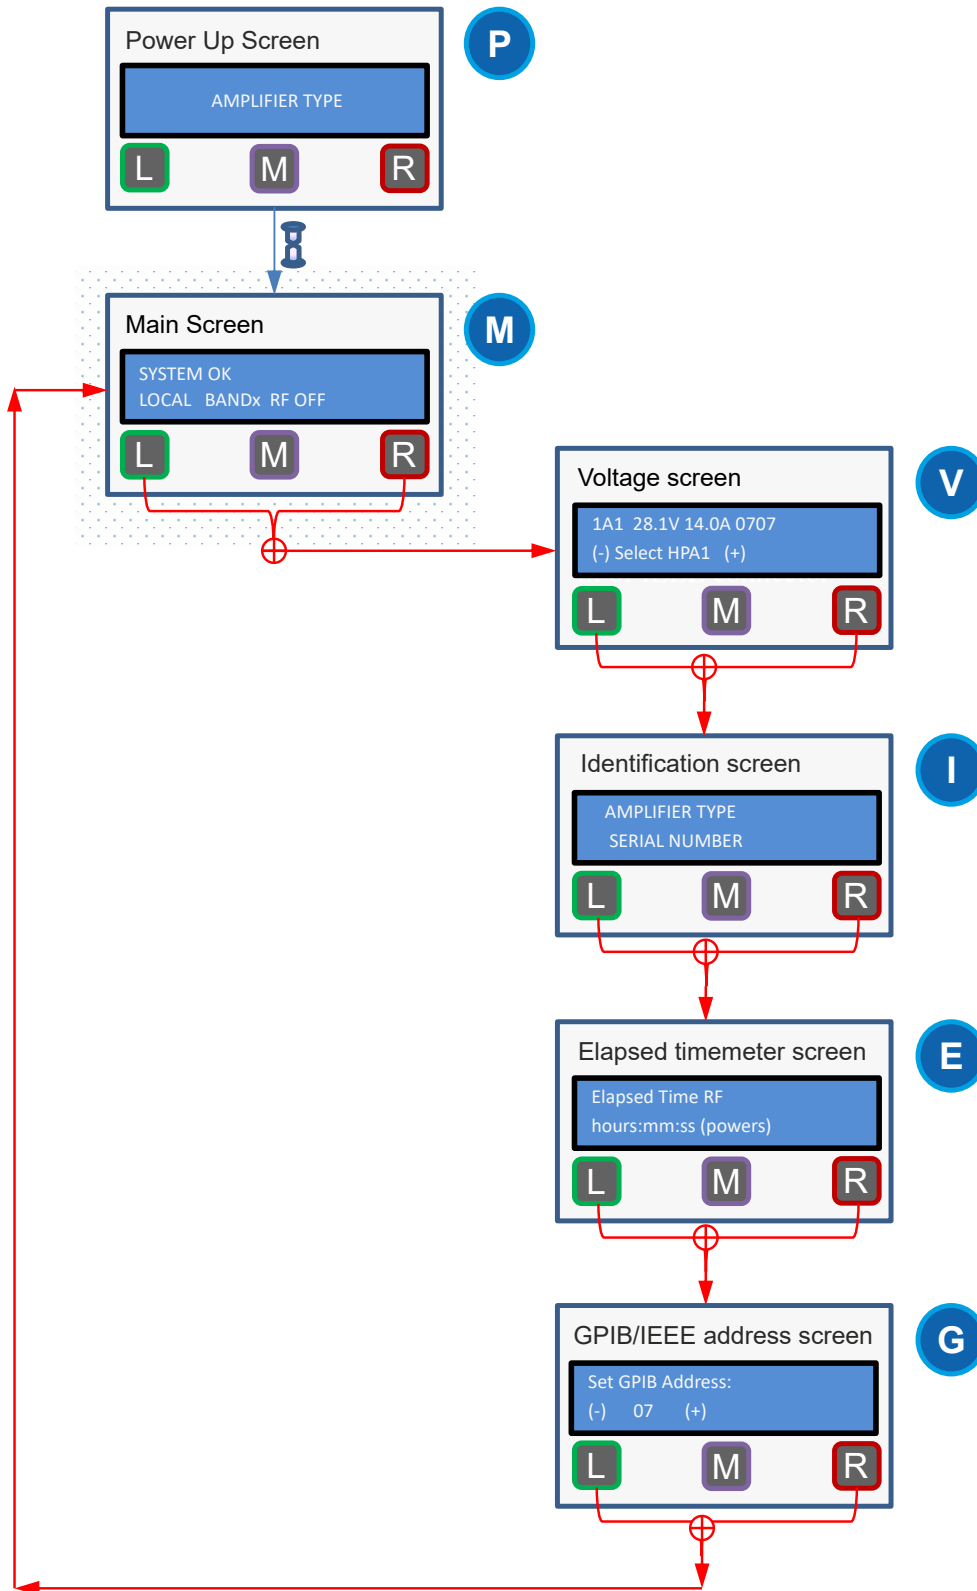 Power Up Screen
P
AMPLIFIER TYPE
L M R
Main Screen
M
SYSTEM OK
LOCAL BANDx RF OFF
L M R
Voltage screen
V
1A1 28.1V 14.0A 0707
(-) Select HPA1 (+)
L M R
Identification screen
I
AMPLIFIER TYPE
SERIAL NUMBER
L M R
Elapsed timemeter screen
E
Elapsed Time RF
hours:mm:ss (powers)
L M R
GPIB/IEEE address screen
G
Set GPIB Address:
(-) 07 (+)
L M R